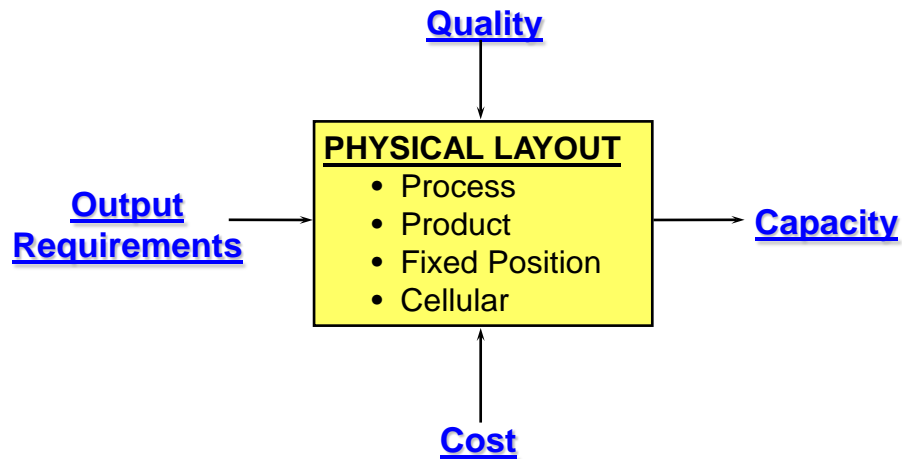 Quality
PHYSICAL LAYOUT
• Process
• Product
• Fixed Position
• Cellular
Output
Requirements
Capacity
Cost